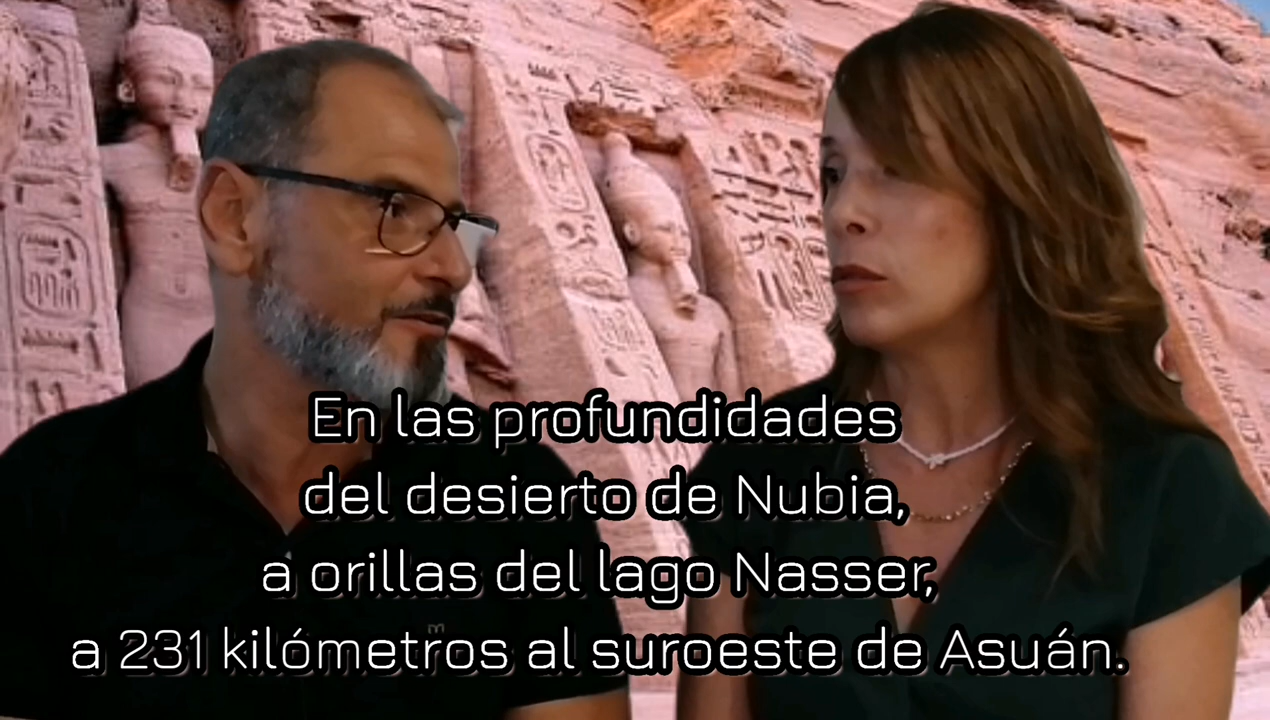 En las profundidades
del desierto de Nubia,
a orillas del lago Nasser,
a 231 kilómetros al suroeste de Asuán.